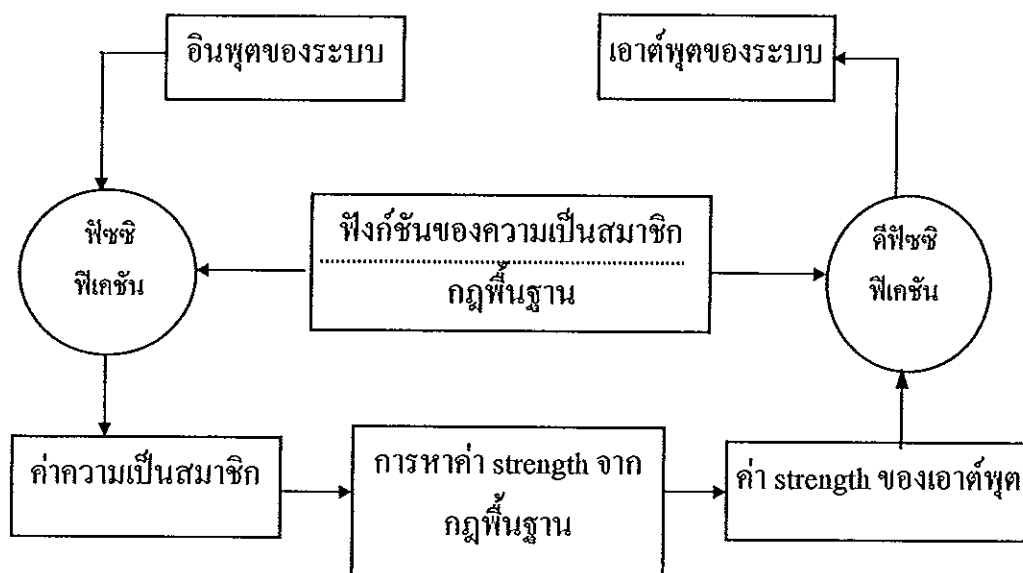 อินพุตของระบบ
เอาต์พุตของระบบ
ฟัซซิ
ฟิเคชัน
ฟังก์ชันของความเป็นสมาชิก
กฎพื้นฐาน
ดีฟัซซิ
ฟิเคชัน
ค่าความเป็นสมาชิก
การหาค่า strength จาก
กฎพื้นฐาน
ค่า strength ของเอาต์พุต